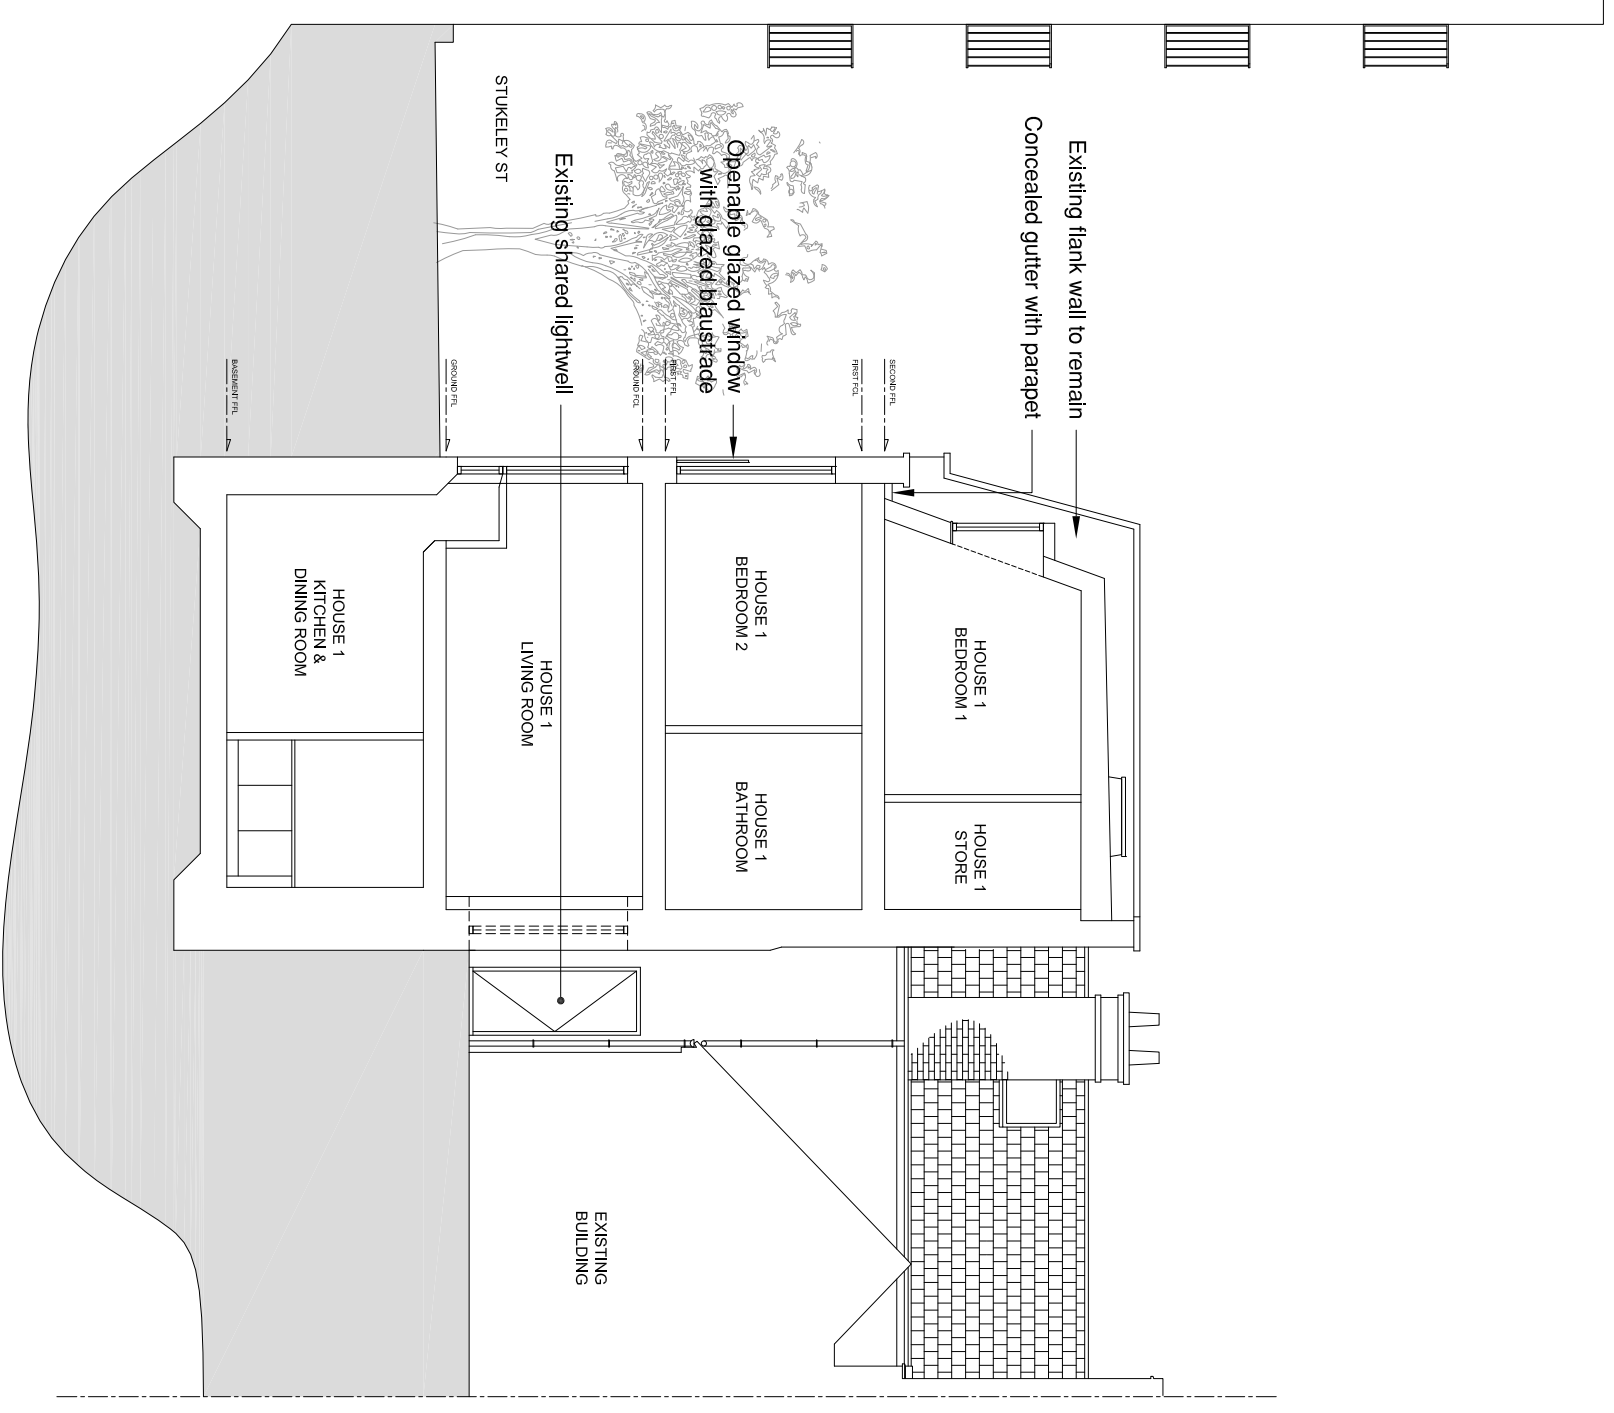 Existing flank wall to remain
Concealed gutter with parapet
SECOND FFL
FIRST FCL
Openable glazed window
with glazed blaustrade
FIRST FFL
GROUND FCL
Existing shared lightwell
STUKELEY ST
GROUND FFL
BASEMENT FFL
HOUSE 1
BEDROOM 1
HOUSE 1
STORE
HOUSE 1
BEDROOM 2
HOUSE 1
BATHROOM
HOUSE 1
LIVING ROOM
HOUSE 1
KITCHEN &
DINING ROOM
EXISTING
BUILDING